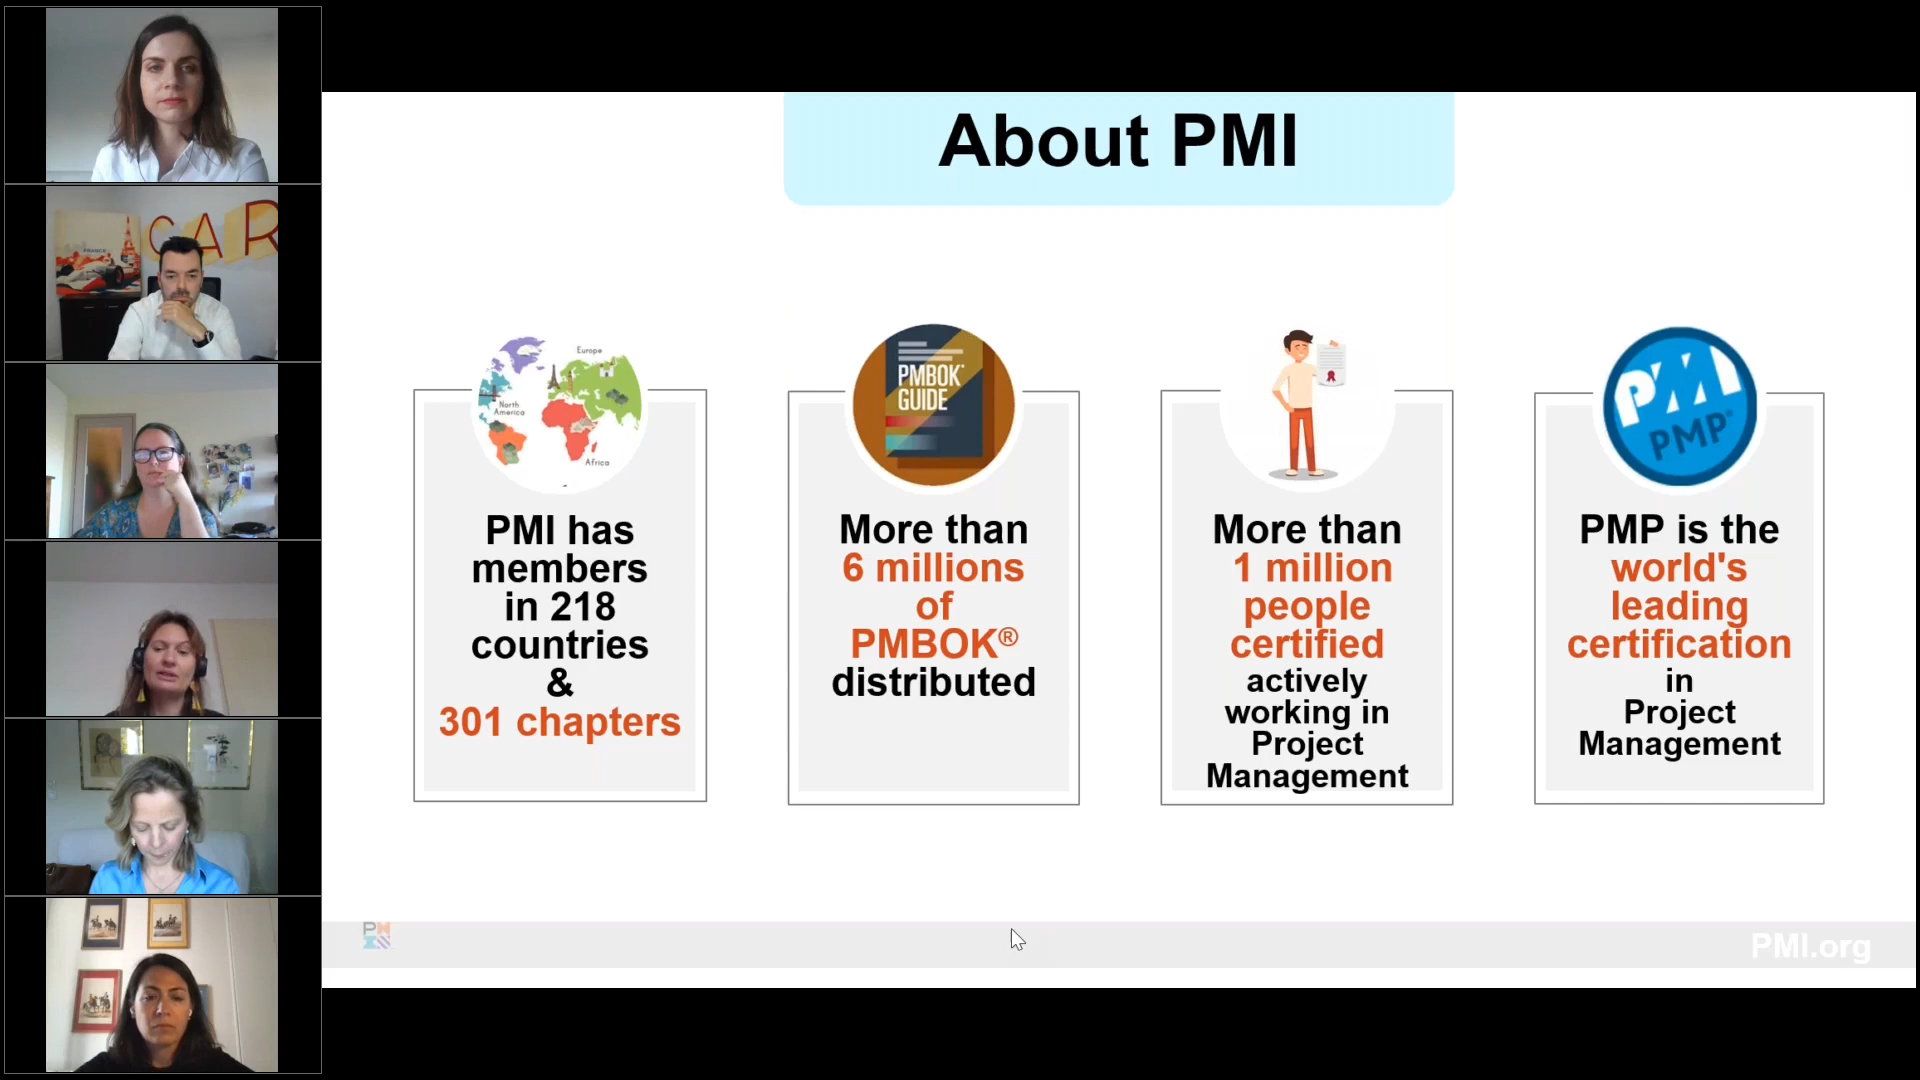 About PMI
CAR
FRANCE
Europe
North
America
Africa
PMI has
members
in 218
countries
&
301 chapters
PMBOK
GUIDE
More than
6 millions
of
PMBOK®
distributed
More than
1 million
people
certified
actively
working in
Project
Management
PMI
PMP®
PMP is the
world's
leading
certification
in
Project
Management
PMI.org